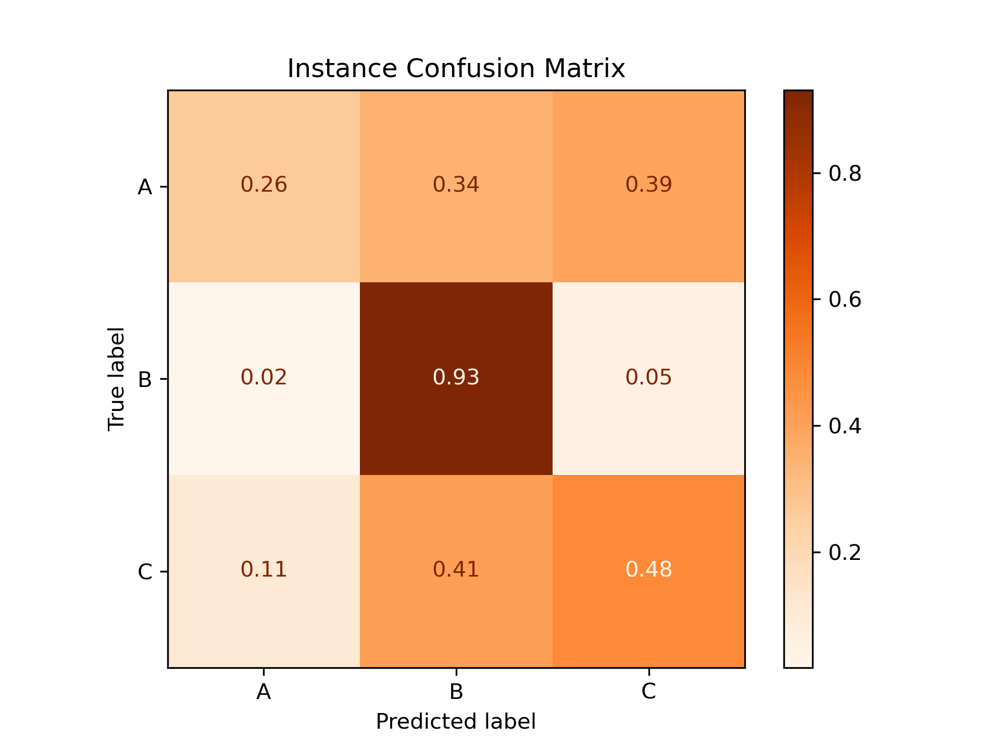 Instance Confusion Matrix
A 0.26 0.34 0.39
B 0.02 0.93 0.05
C 0.11 0.41 0.48
True label
A B C
Predicted label
0.8
0.6
0.4
0.2